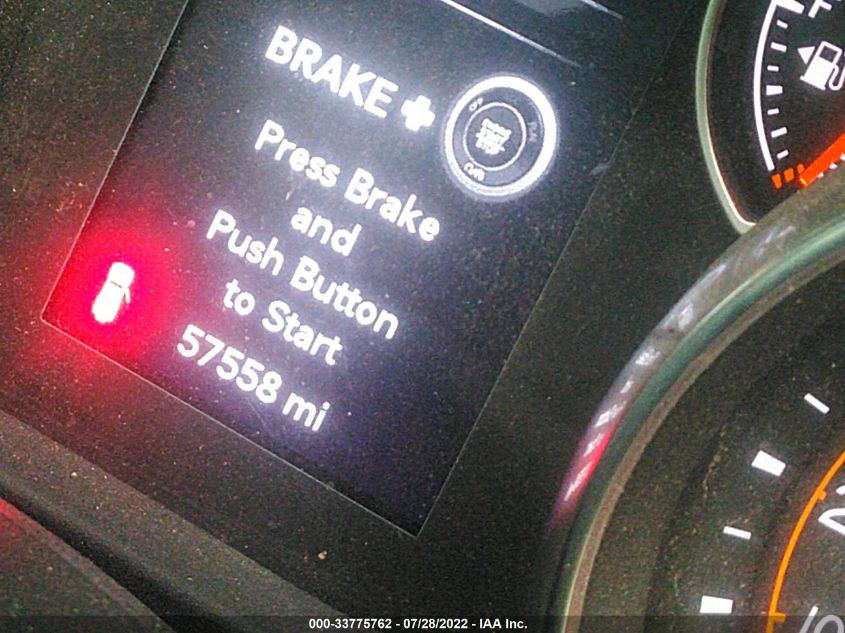 BRAKE +
Press Brake
and
Push Button
to Start
57558 mi
F
000-33775762 - 07/28/2022 - IAA Inc.